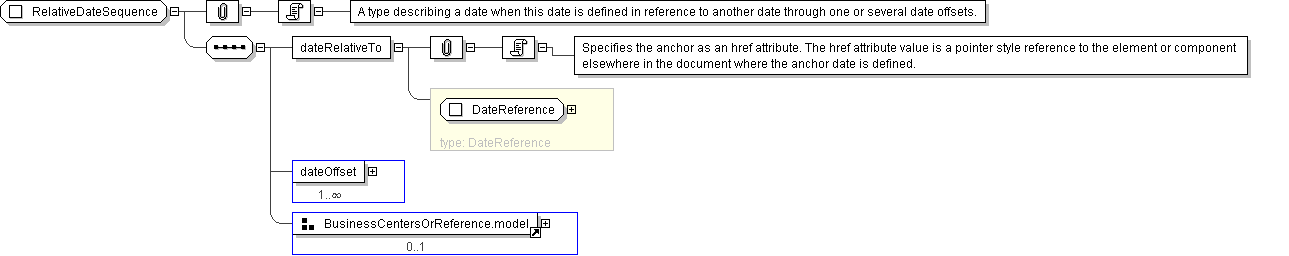 RelativeDateSequence
A type describing a date when this date is defined in reference to another date through one or several date offsets.
dateRelativeTo
Specifies the anchor as an href attribute. The href attribute value is a pointer style reference to the element or component
elsewhere in the document where the anchor date is defined.
DateReference
type: DateReference
dateOffset
1..∞
BusinessCentersOrReference.model
0..1